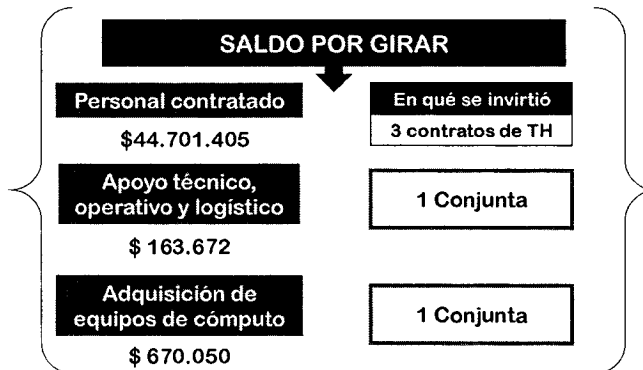 SALDO POR GIRAR
Personal contratado
$44.701.405
En qué se invirtió
3 contratos de TH
Apoyo técnico,
operativo y logístico
$ 163.672
1 Conjunta
Adquisición de
equipos de cómputo
$ 670.050
1 Conjunta